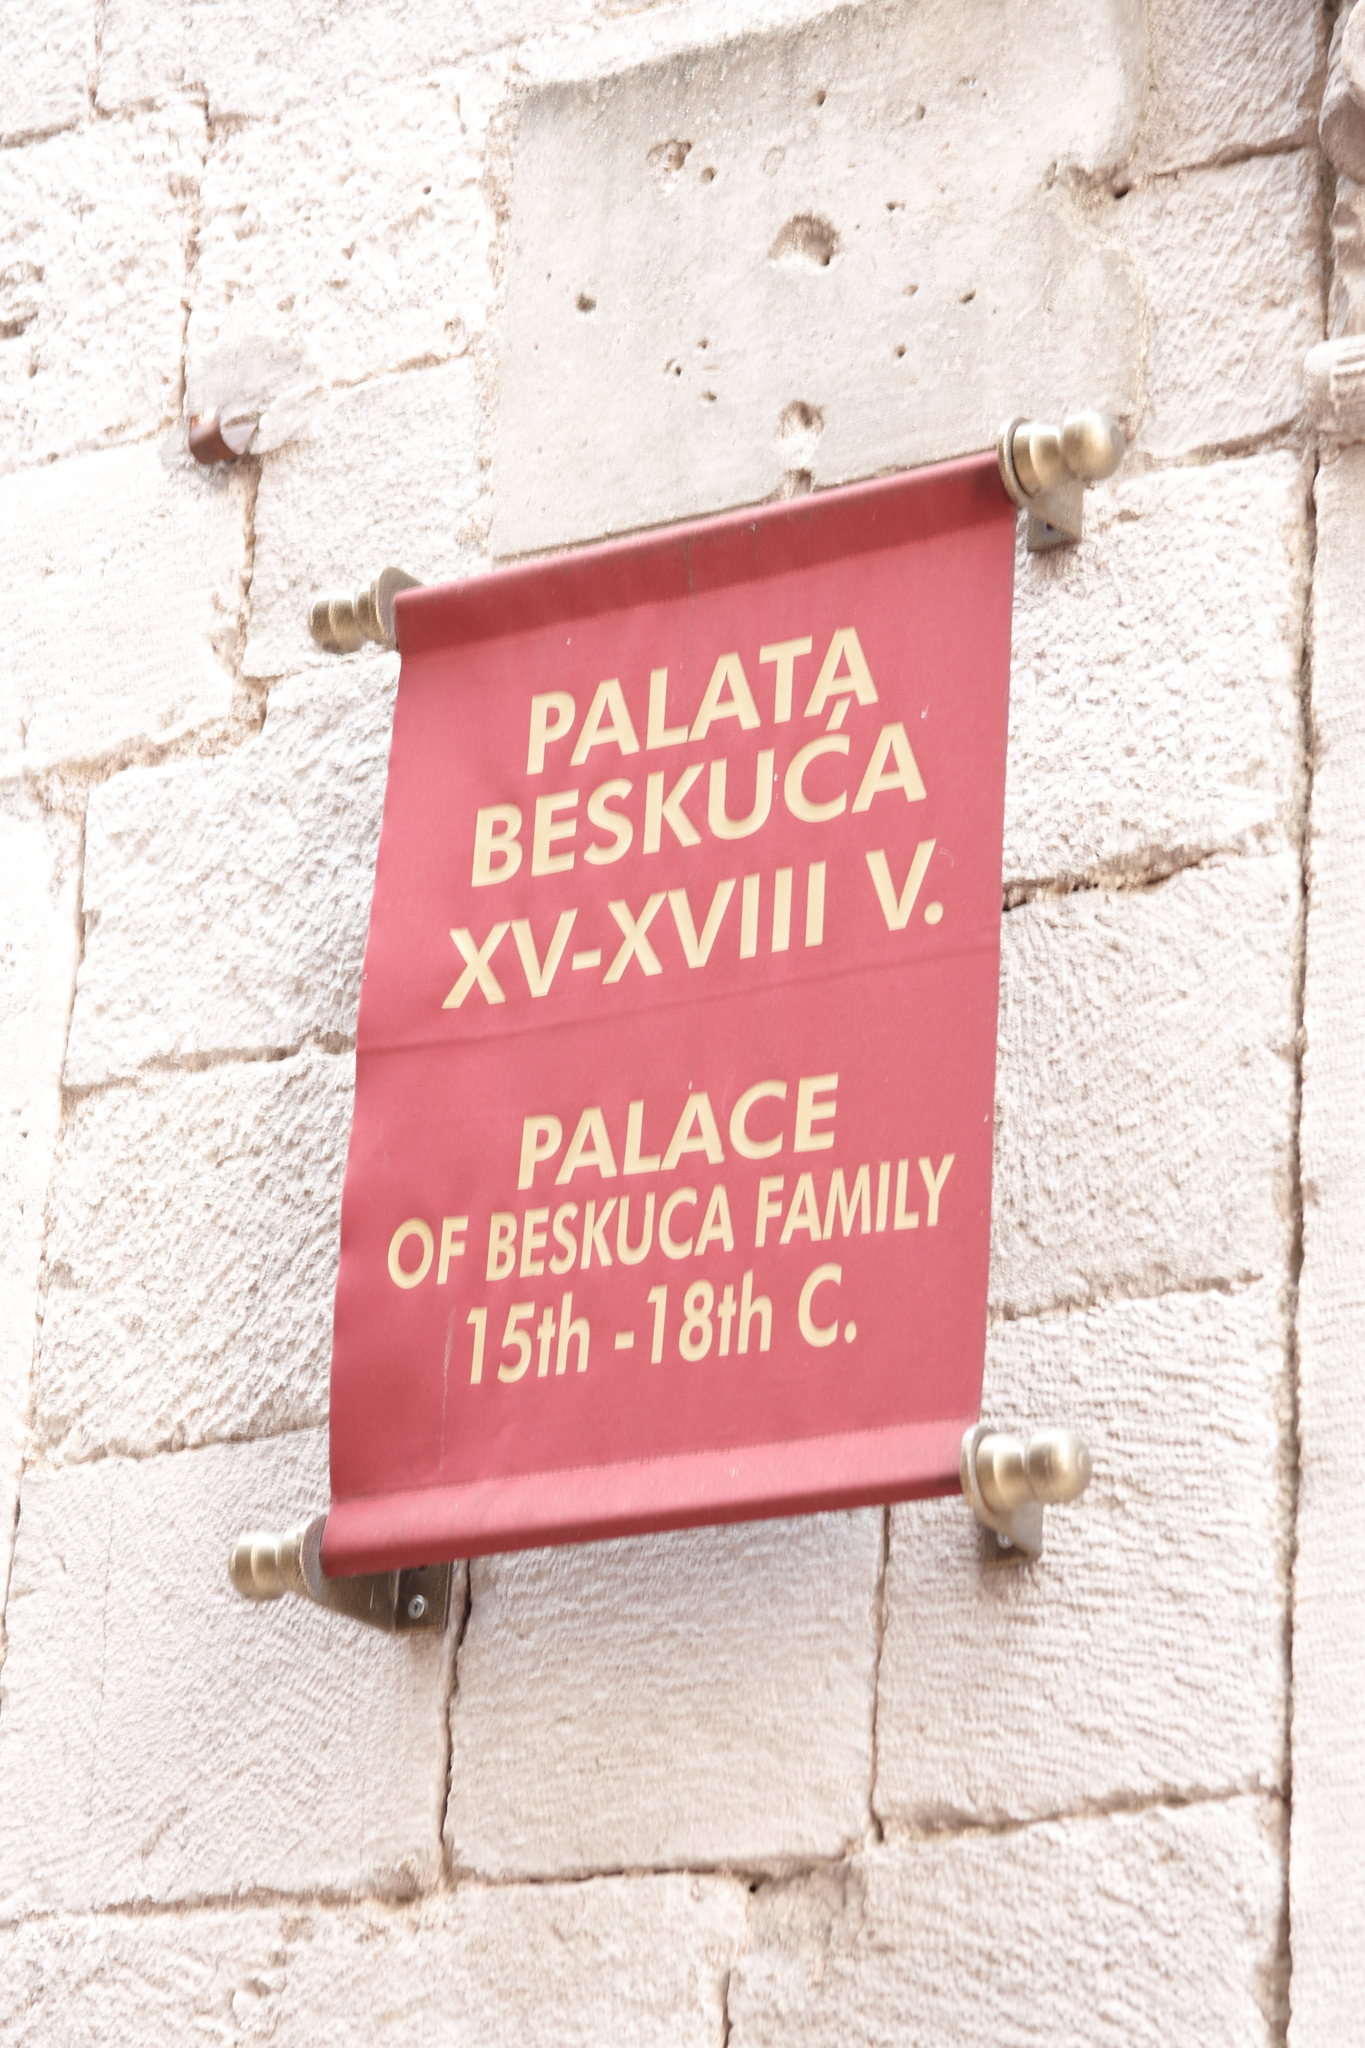 PALATA
BESKUĆA
XV-XVIII V.
PALACE
OF BESKUCA FAMILY
15th -18th C.